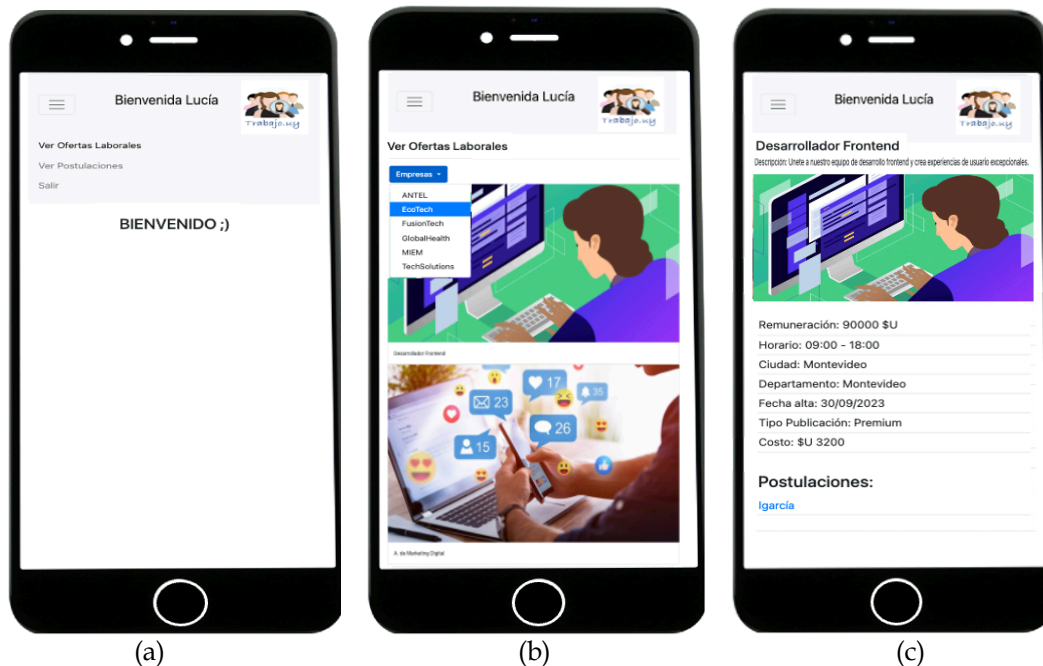 Bienvenida Lucía
Trabajo.uy
Ver Ofertas Laborales
Ver Postulaciones
Salir
BIENVENIDO ;)
(a)
Bienvenida Lucía
Trabajo.uy
Ver Ofertas Laborales
Empresas
ANTEL
EcoTech
FusionTech
GlobalHealth
MIEM
TechSolutions
Desarrollador Frontend
17
35
23
26
15
A. de Marketing Digital
(b)
Bienvenida Lucía
Trabajo.uy
Desarrollador Frontend
Descripción: Unete a nuestro equipo de desarrollo frontend y crea experiencias de usuario excepcionales.
Remuneración: 90000 $U
Horario: 09:00 - 18:00
Ciudad: Montevideo
Departamento: Montevideo
Fecha alta: 30/09/2023
Tipo Publicación: Premium
Costo: $U 3200
Postulaciones:
lgarcía
(c)